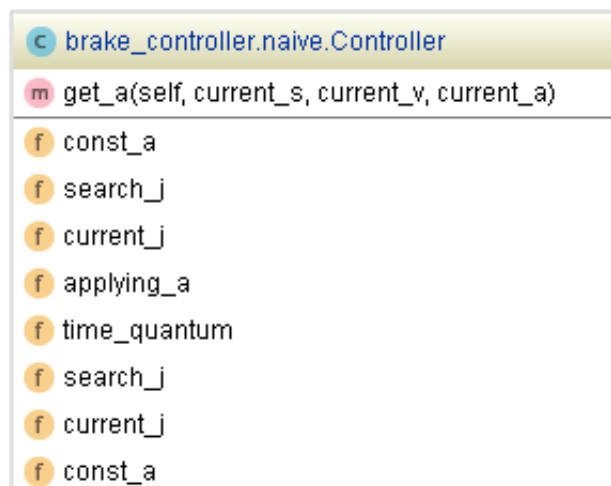 c brake_controller.naive.Controller
m get_a(self, current_s, current_v, current_a)
f const_a
f search_j
f current_j
f applying_a
f time_quantum
f search_j
f current_j
f const_a